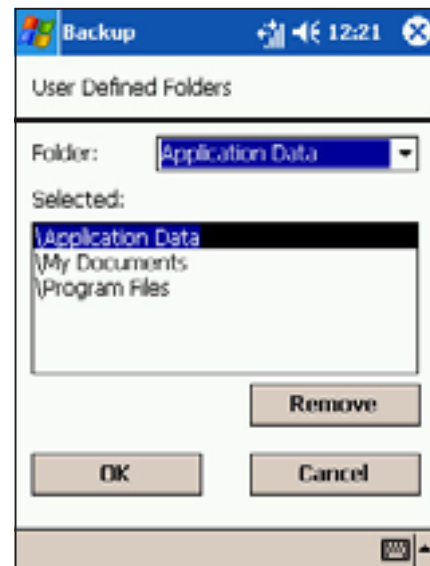 Backup 12:21
User Defined Folders
Folder: Application Data
Selected:
\Application Data
\My Documents
\Program Files
Remove
OK Cancel